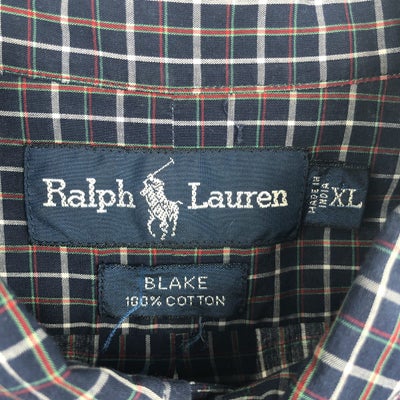 Ralph Lauren
MADE IN
INDIA
XL
BLAKE
100% COTTON